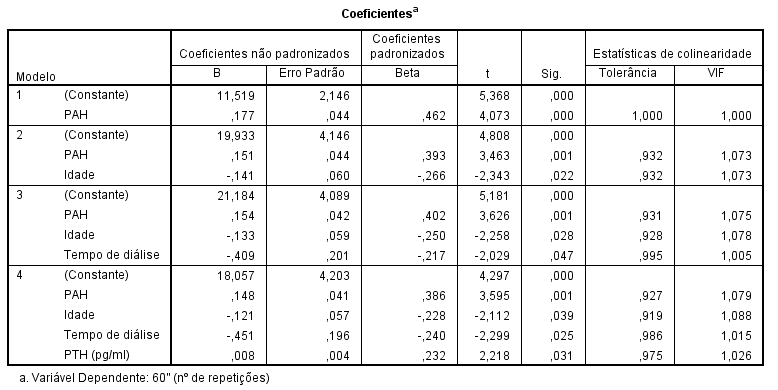 Coeficientesa
Coeficientes não padronizados Coeficientes padronizados t Sig. Estatísticas de colinearidade
Modelo B Erro Padrão Beta Tolerância VIF
1 (Constante) 11,519 2,146 5,368 ,000
PAH ,177 ,044 ,462 4,073 ,000 1,000 1,000
2 (Constante) 19,933 4,146 4,808 ,000
PAH ,151 ,044 ,393 3,463 ,001 ,932 1,073
Idade -,141 ,060 -,266 -2,343 ,022 ,932 1,073
3 (Constante) 21,184 4,089 5,181 ,000
PAH ,154 ,042 ,402 3,626 ,001 ,931 1,075
Idade -,133 ,059 -,250 -2,258 ,028 ,928 1,078
Tempo de diálise -,409 ,201 -,217 -2,029 ,047 ,995 1,005
4 (Constante) 18,057 4,203 4,297 ,000
PAH ,148 ,041 ,386 3,595 ,001 ,927 1,079
Idade -,121 ,057 -,228 -2,112 ,039 ,919 1,088
Tempo de diálise -,451 ,196 -,240 -2,299 ,025 ,986 1,015
PTH (pg/ml) ,008 ,004 ,232 2,218 ,031 ,975 1,026
a. Variável Dependente: 60" (nº de repetições)